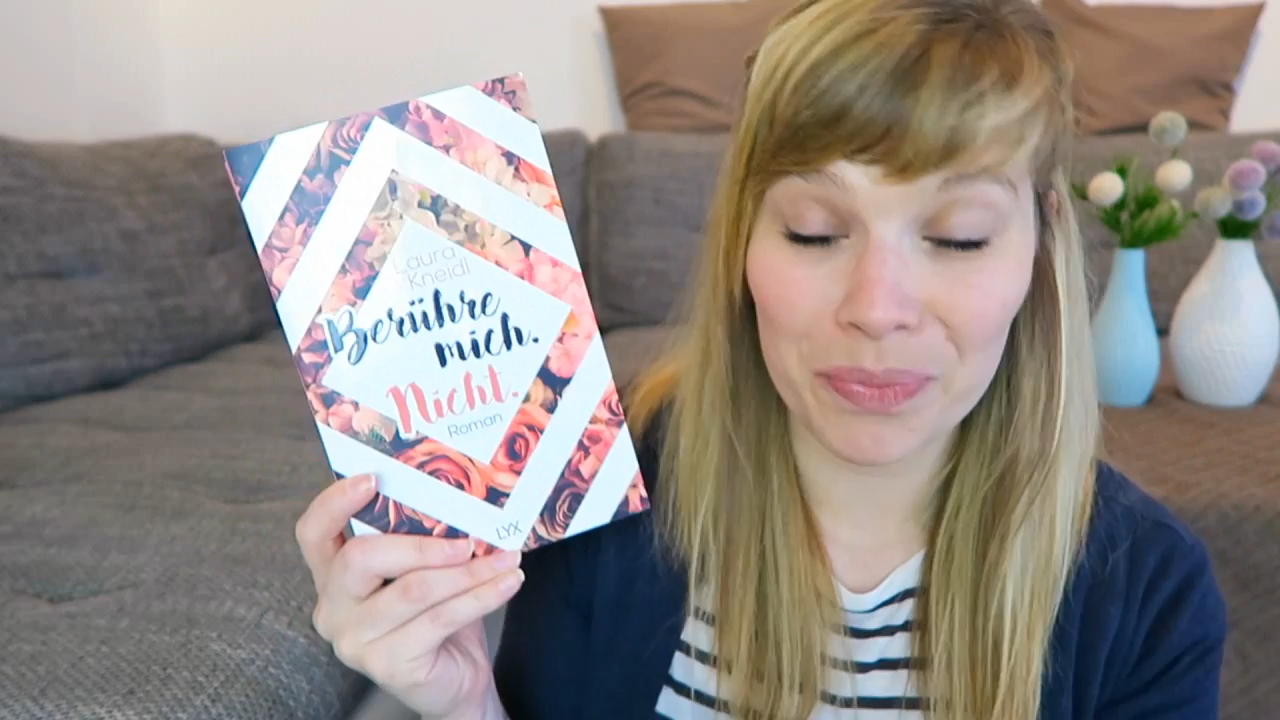 Laura
Kneidl
Berühre
mich.
Nicht.
Roman
LYX